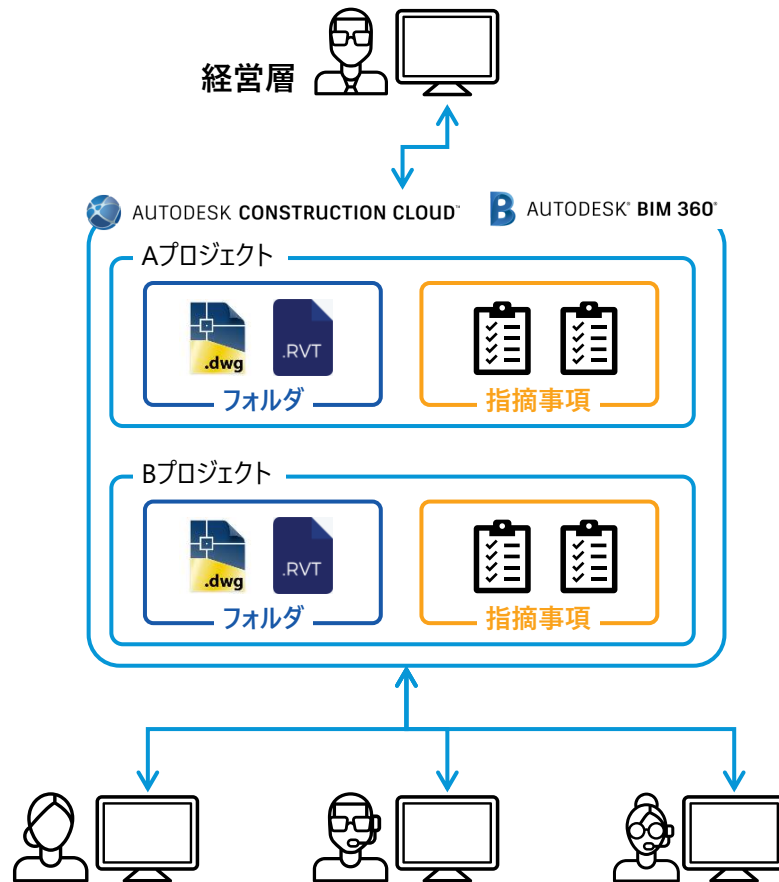 経営層
AUTODESK CONSTRUCTION CLOUD™
B AUTODESK® BIM 360®
Aプロジェクト
.dwg
.RVT
フォルダ
指摘事項
Bプロジェクト
.dwg
.RVT
フォルダ
指摘事項